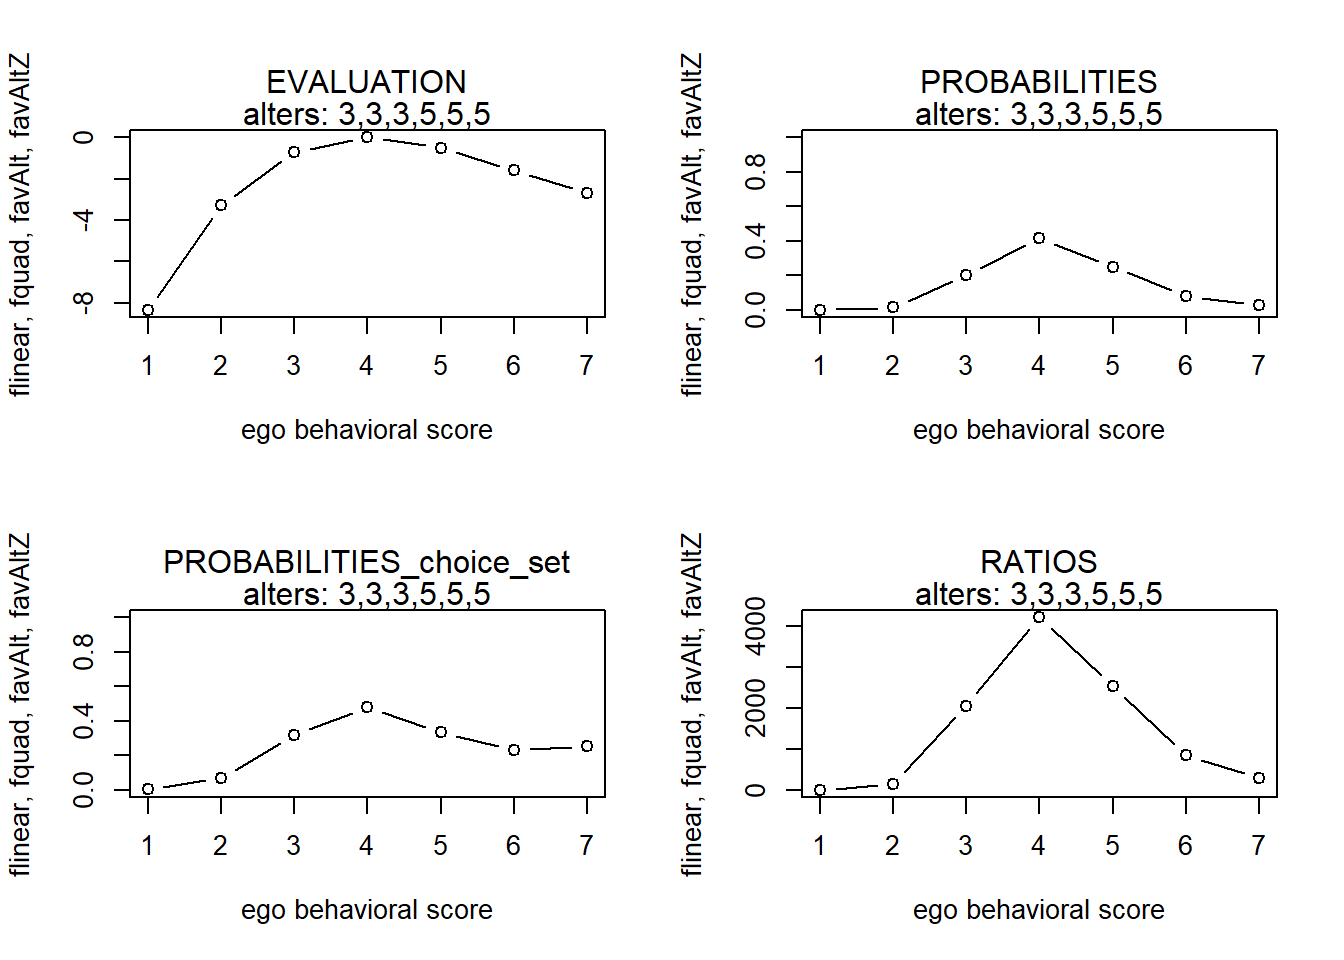 EVALUATION
alters: 3,3,3,5,5,5
flinear, fquad, favAlt, favAltZ
0
-4
-8
1 2 3 4 5 6 7
ego behavioral score
PROBABILITIES
alters: 3,3,3,5,5,5
flinear, fquad, favAlt, favAltZ
0.8
0.4
0.0
1 2 3 4 5 6 7
ego behavioral score
PROBABILITIES_choice_set
alters: 3,3,3,5,5,5
flinear, fquad, favAlt, favAltZ
0.8
0.4
0.0
1 2 3 4 5 6 7
ego behavioral score
RATIOS
alters: 3,3,3,5,5,5
flinear, fquad, favAlt, favAltZ
4000
2000
0
1 2 3 4 5 6 7
ego behavioral score